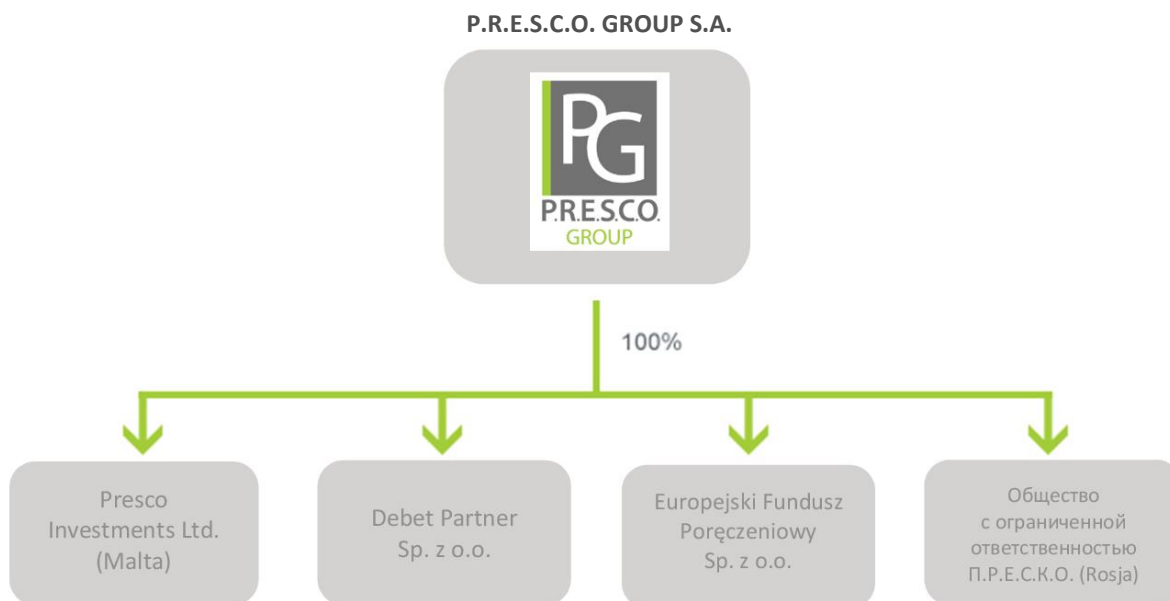 P.R.E.S.C.O. GROUP S.A.
PG
P.R.E.S.C.O.
GROUP
100%
Presco
Investments Ltd.
(Malta)
Debet Partner
Sp. z o.o.
Europejski Fundusz
Poręczeniowy
Sp. z o.o.
Общество
с ограниченной
ответственностью
П.Р.Е.С.К.О. (Rosja)